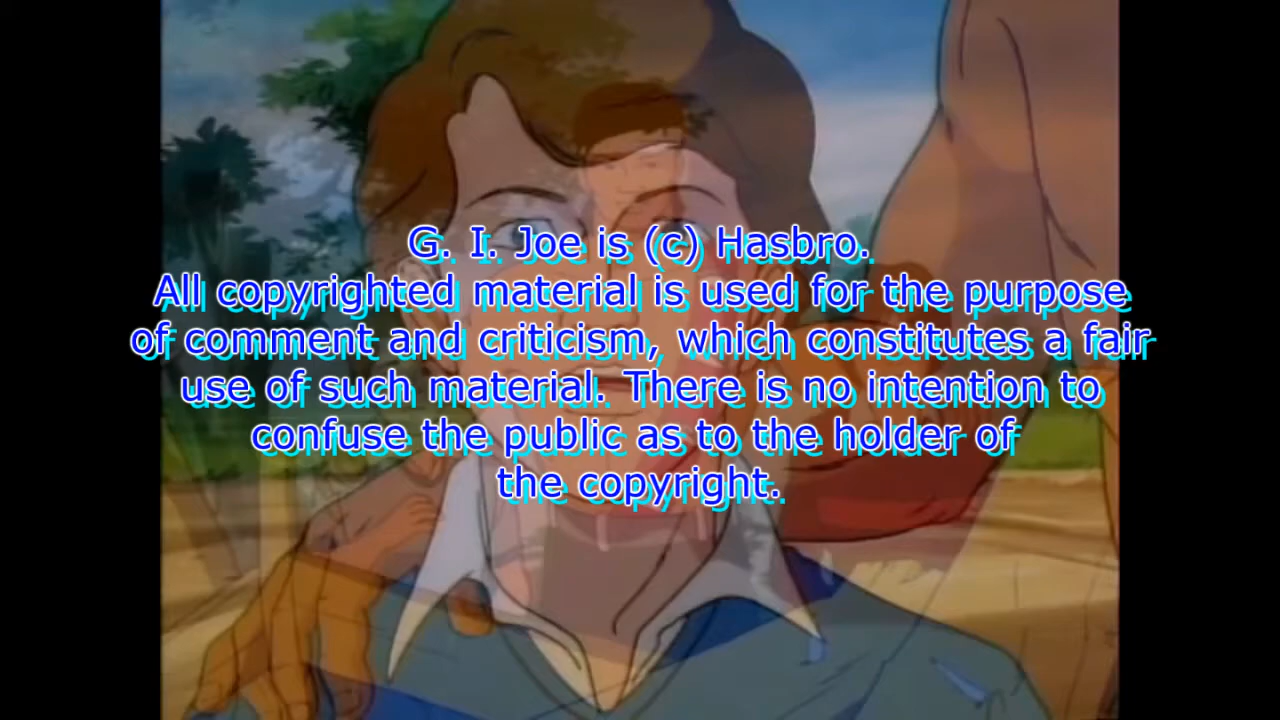 G. I. Joe is (c) Hasbro.
All copyrighted material is used for the purpose
of comment and criticism, which constitutes a fair
use of such material. There is no intention to
confuse the public as to the holder of
the copyright.